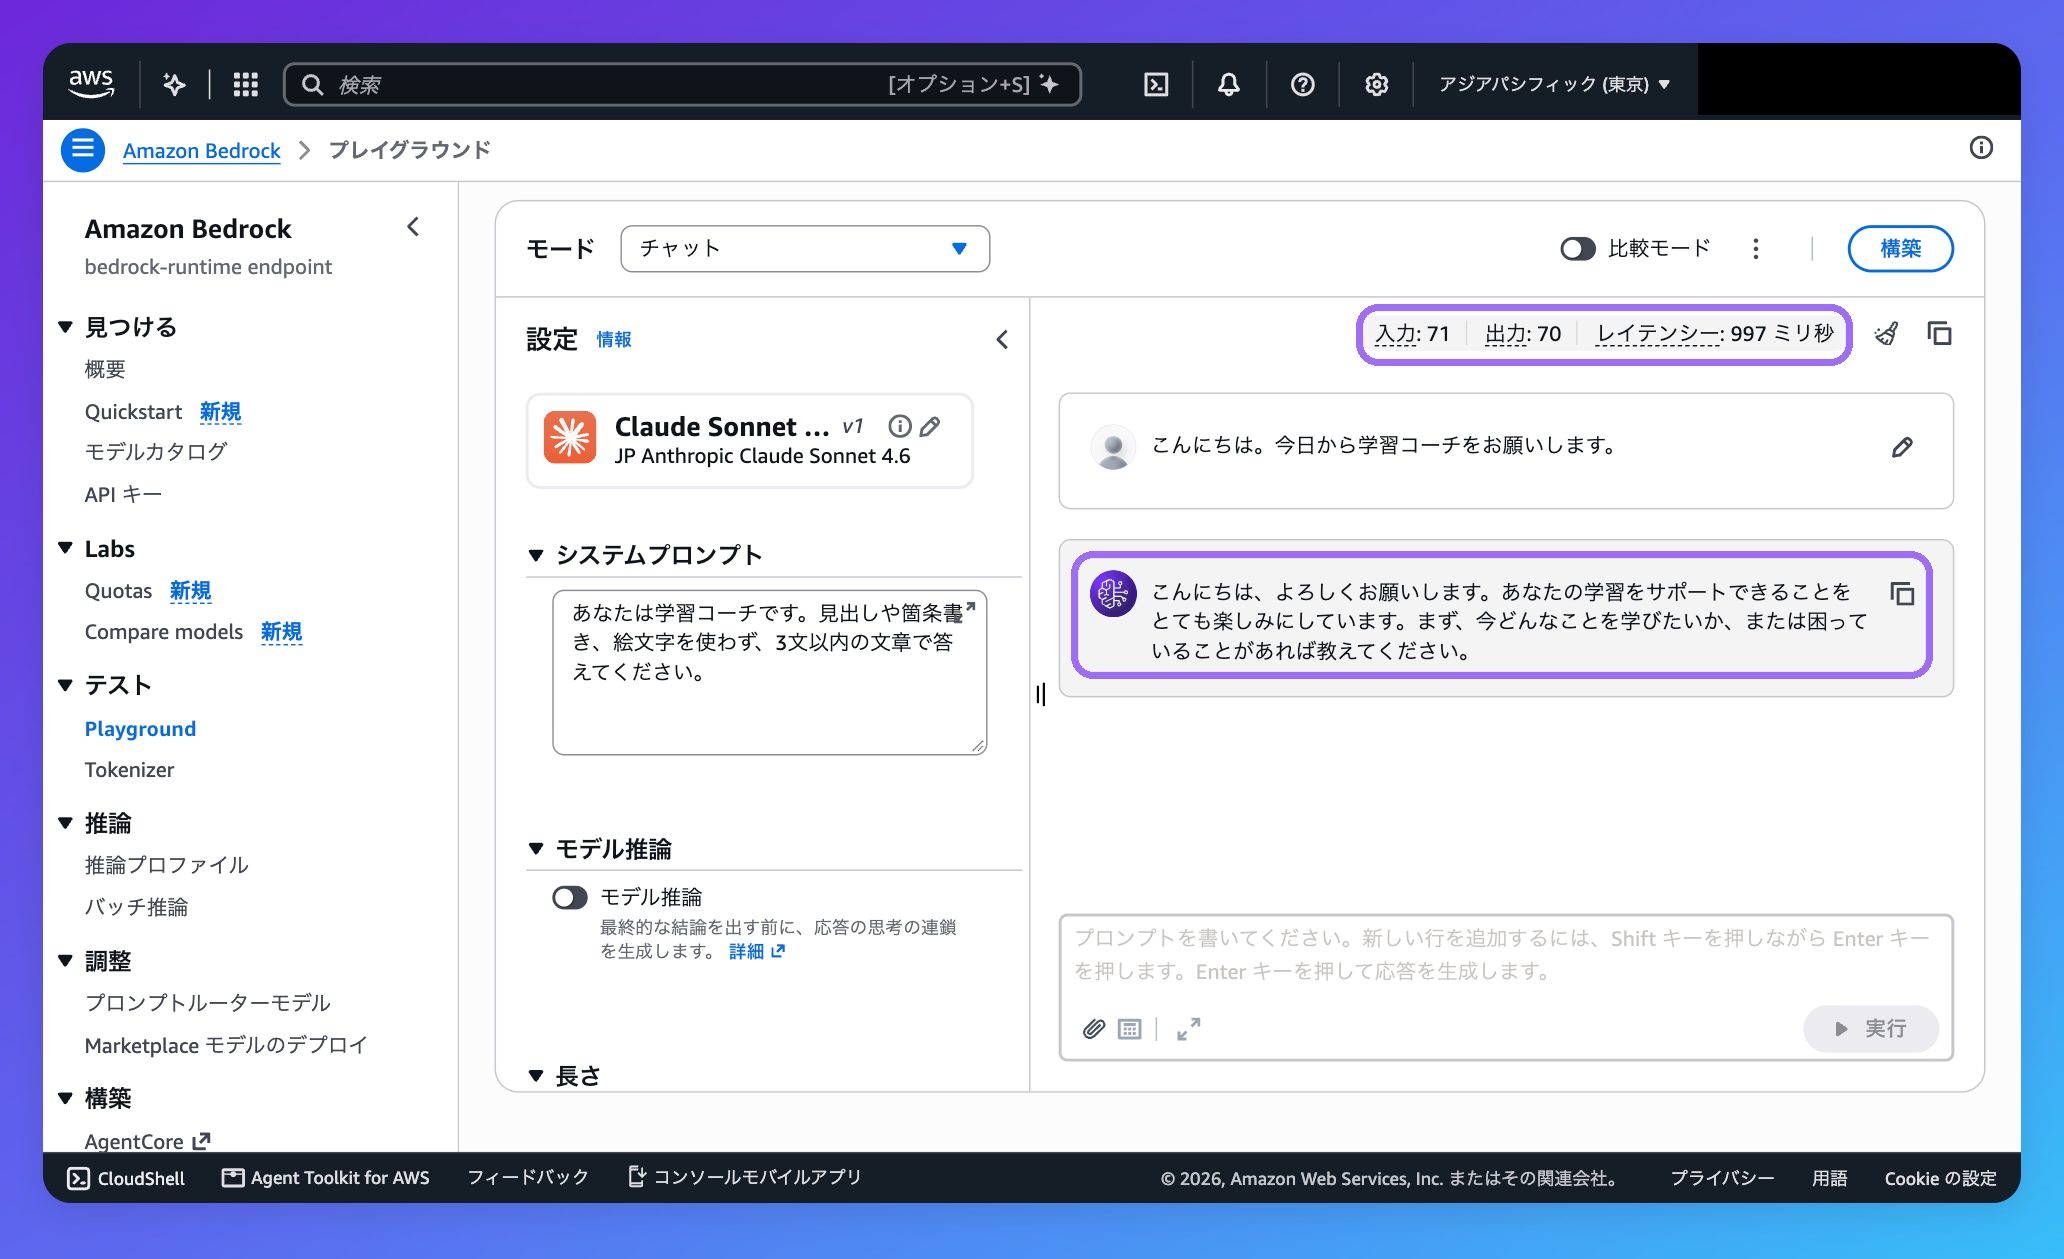 aws
検索
[オプション+S]
アジアパシフィック (東京) ▼
Amazon Bedrock > プレイグラウンド
Amazon Bedrock
bedrock-runtime endpoint
見つける
概要
Quickstart 新規
モデルカタログ
API キー
Labs
Quotas 新規
Compare models 新規
テスト
Playground
Tokenizer
推論
推論プロファイル
バッチ推論
調整
プロンプトルーターモデル
Marketplace モデルのデプロイ
構築
AgentCore
モード
チャット
比較モード
構築
設定 情報
Claude Sonnet ... v1
JP Anthropic Claude Sonnet 4.6
システムプロンプト
あなたは学習コーチです。見出しや箇条書
き、絵文字を使わず、3文以内の文章で答
えてください。
モデル推論
モデル推論
最終的な結論を出す前に、応答の思考の連鎖
を生成します。 詳細
長さ
入力: 71 出力: 70 レイテンシー: 997 ミリ秒
こんにちは。今日から学習コーチをお願いします。
こんにちは、よろしくお願いします。あなたの学習をサポートできることを
とても楽しみにしています。まず、今どんなことを学びたいか、または困って
いることがあれば教えてください。
プロンプトを書いてください。新しい行を追加するには、Shift キーを押しながら Enter キー
を押します。Enter キーを押して応答を生成します。
実行
CloudShell
Agent Toolkit for AWS
フィードバック
コンソールモバイルアプリ
© 2026, Amazon Web Services, Inc. またはその関連会社。
プライバシー
用語
Cookie の設定